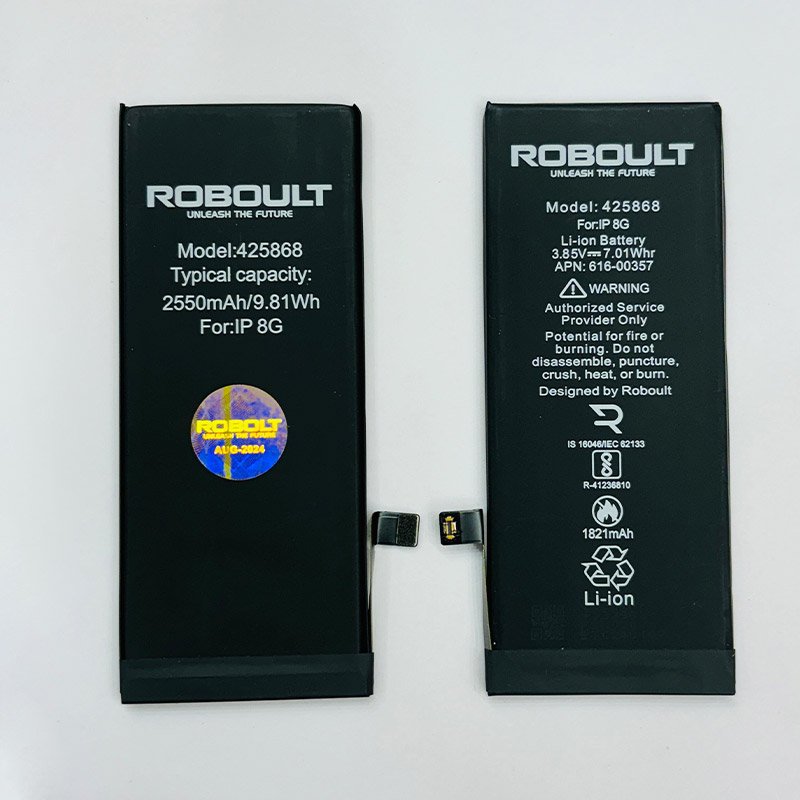 ROBOULT
UNLEASH THE FUTURE
Model:425868
Typical capacity:
2550mAh/9.81Wh
For:IP 8G
ROBOLT
UNLEASH THE FUTURE
AUG-2024
ROBOULT
UNLEASH THE FUTURE
Model: 425868
For:IP 8G
Li-ion Battery
3.85V⎓7.01Whr
APN: 616-00357
WARNING
Authorized Service
Provider Only
Potential for fire or
burning. Do not
disassemble, puncture,
crush, heat, or burn.
Designed by Roboult
IS 16046/IEC 62133
R-41236810
1821mAh
Li-ion